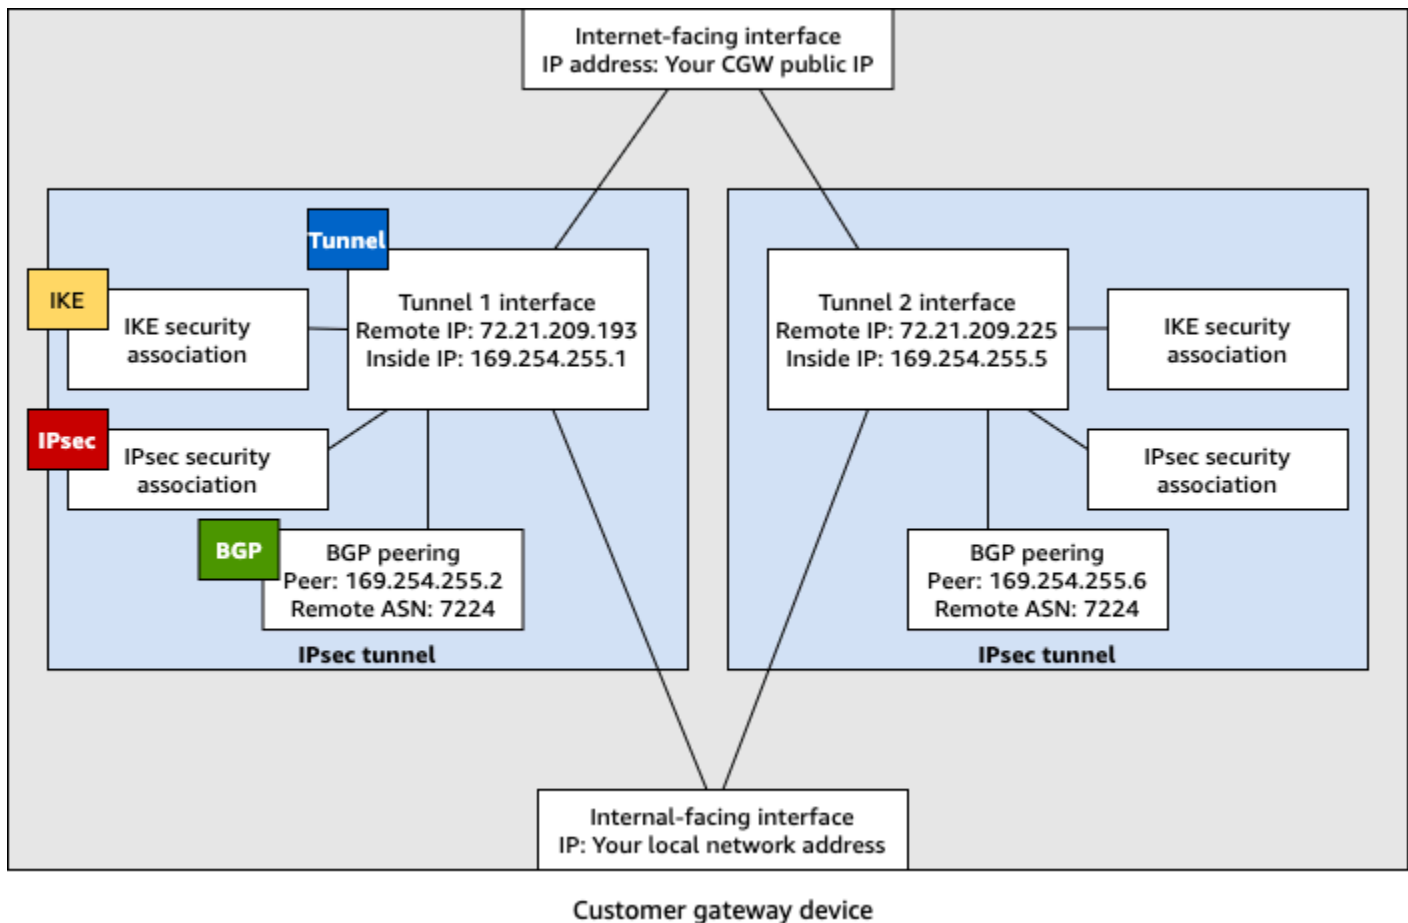 Internet-facing interface
IP address: Your CGW public IP
Tunnel
IKE
Tunnel 1 interface
Remote IP: 72.21.209.193
Inside IP: 169.254.255.1
IKE security
association
IPsec
IPsec security
association
BGP
BGP peering
Peer: 169.254.255.2
Remote ASN: 7224
IPsec tunnel
Tunnel 2 interface
Remote IP: 72.21.209.225
Inside IP: 169.254.255.5
IKE security
association
IPsec security
association
BGP peering
Peer: 169.254.255.6
Remote ASN: 7224
IPsec tunnel
Internal-facing interface
IP: Your local network address
Customer gateway device